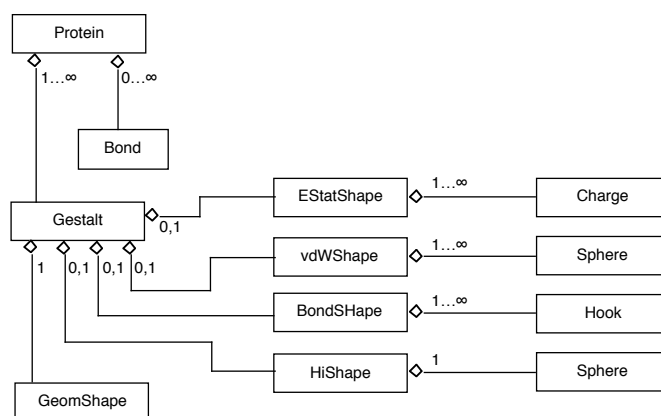 Protein
1…∞
0…∞
Bond
EStatShape
1…∞
Charge
Gestalt
0,1
1
0,1
0,1
0,1
vdWShape
1…∞
Sphere
BondSHape
1…∞
Hook
HiShape
1
Sphere
GeomShape